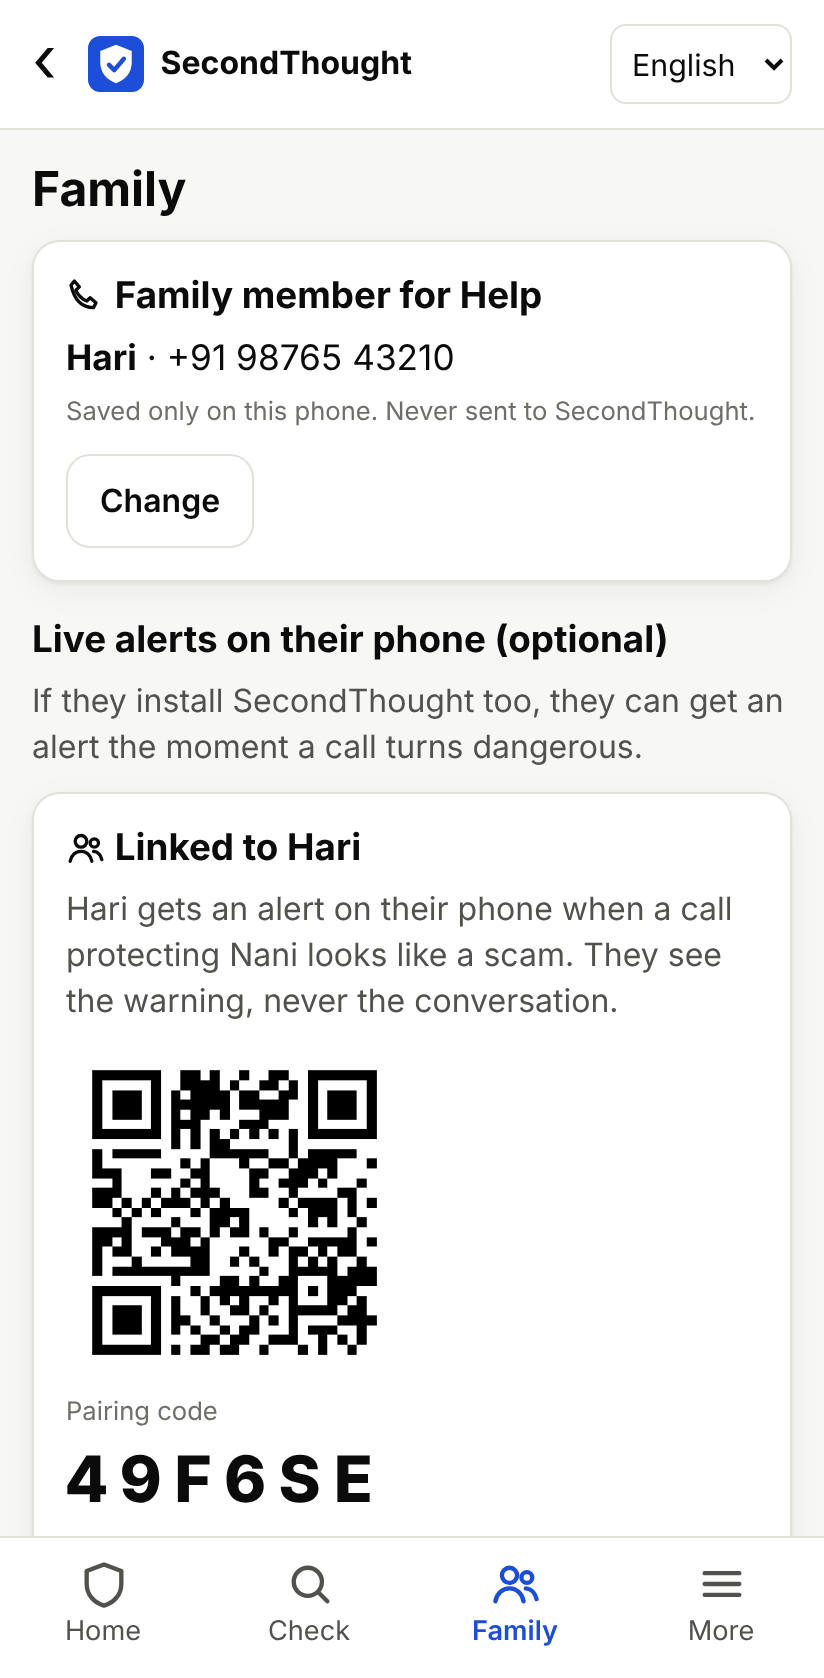 SecondThought
English
Family
Family member for Help
Hari · +91 98765 43210
Saved only on this phone. Never sent to SecondThought.
Change
Live alerts on their phone (optional)
If they install SecondThought too, they can get an
alert the moment a call turns dangerous.
Linked to Hari
Hari gets an alert on their phone when a call
protecting Nani looks like a scam. They see
the warning, never the conversation.
Pairing code
49F6SE
Home
Check
Family
More